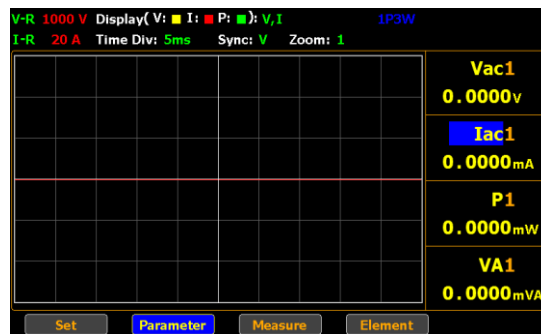 V-R 1000 V Display( V: I: P: ): V,I 1P3W
I-R 20 A Time Div: 5ms Sync: V Zoom: 1
Vac1
0.0000V
Iac1
0.0000mA
P1
0.0000mW
VA1
0.0000mVA
Set Parameter Measure Element